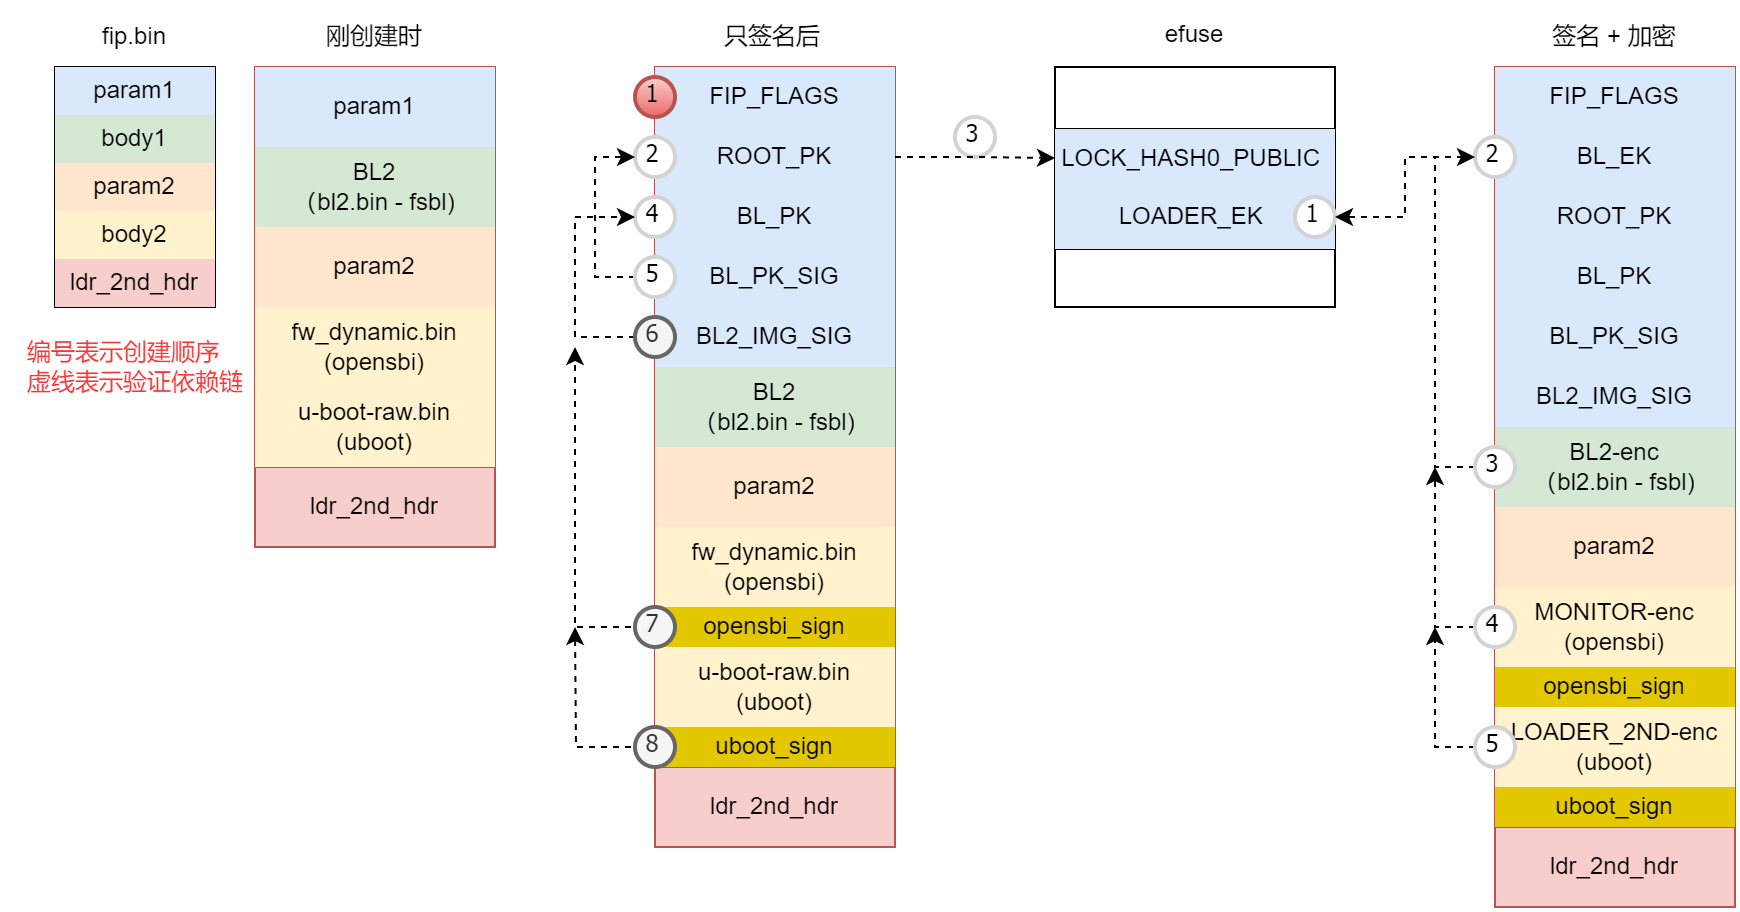 fip.bin
param1
body1
param2
body2
ldr_2nd_hdr
编号表示创建顺序
虚线表示验证依赖链
刚创建时
param1
BL2
（bl2.bin - fsbl)
param2
fw_dynamic.bin
(opensbi)
u-boot-raw.bin
(uboot)
ldr_2nd_hdr
只签名后
1
FIP_FLAGS
2
ROOT_PK
4
BL_PK
5
BL_PK_SIG
6
BL2_IMG_SIG
BL2
（bl2.bin - fsbl)
param2
fw_dynamic.bin
(opensbi)
7
opensbi_sign
u-boot-raw.bin
(uboot)
8
uboot_sign
ldr_2nd_hdr
efuse
3
LOCK_HASH0_PUBLIC
LOADER_EK
1
签名 + 加密
FIP_FLAGS
2
BL_EK
ROOT_PK
BL_PK
BL_PK_SIG
BL2_IMG_SIG
3
BL2-enc
（bl2.bin - fsbl)
param2
4
MONITOR-enc
(opensbi)
opensbi_sign
5
LOADER_2ND-enc
(uboot)
uboot_sign
ldr_2nd_hdr